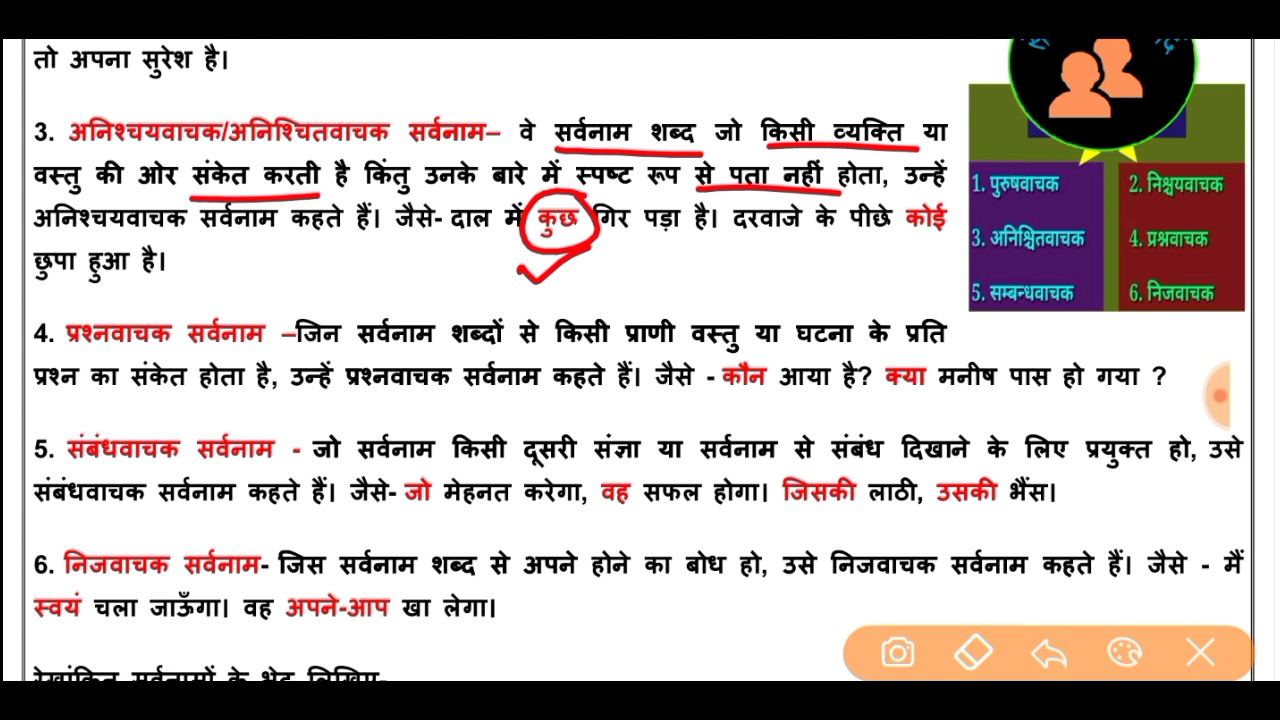 तो अपना सुरेश है।
3. अनिश्चयवाचक/अनिश्चितवाचक सर्वनाम– वे सर्वनाम शब्द जो किसी व्यक्ति या
वस्तु की ओर संकेत करती है किंतु उनके बारे में स्पष्ट रूप से पता नहीं होता, उन्हें
अनिश्चयवाचक सर्वनाम कहते हैं। जैसे- दाल में कुछ गिर पड़ा है। दरवाजे के पीछे कोई
छुपा हुआ है।
1. पुरुषवाचक
2. निश्चयवाचक
3. अनिश्चितवाचक
4. प्रश्नवाचक
5. सम्बन्धवाचक
6. निजवाचक
4. प्रश्नवाचक सर्वनाम –जिन सर्वनाम शब्दों से किसी प्राणी वस्तु या घटना के प्रति
प्रश्न का संकेत होता है, उन्हें प्रश्नवाचक सर्वनाम कहते हैं। जैसे - कौन आया है? क्या मनीष पास हो गया ?
5. संबंधवाचक सर्वनाम - जो सर्वनाम किसी दूसरी संज्ञा या सर्वनाम से संबंध दिखाने के लिए प्रयुक्त हो, उसे
संबंधवाचक सर्वनाम कहते हैं। जैसे- जो मेहनत करेगा, वह सफल होगा। जिसकी लाठी, उसकी भैंस।
6. निजवाचक सर्वनाम- जिस सर्वनाम शब्द से अपने होने का बोध हो, उसे निजवाचक सर्वनाम कहते हैं। जैसे - मैं
स्वयं चला जाऊँगा। वह अपने-आप खा लेगा।
रेखांकित सर्वनामों के भेद लिखिए-